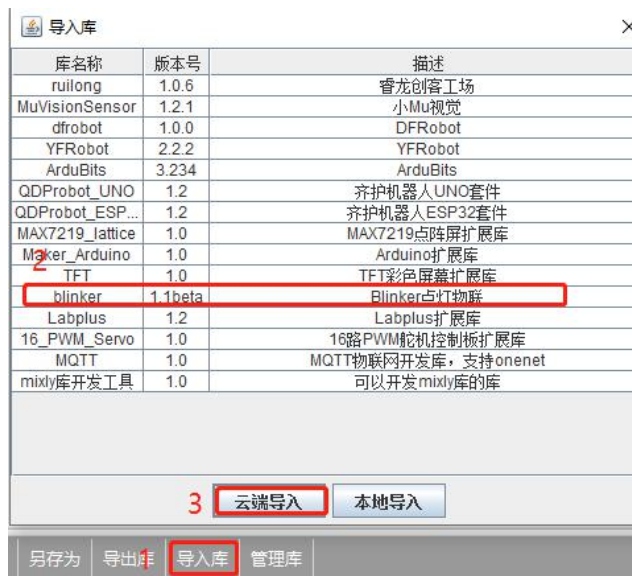 导入库
库名称 版本号 描述
ruilong 1.0.6 睿龙创客工场
MuVisionSensor 1.2.1 小Mu视觉
dfrobot 1.0.0 DFRobot
YFRobot 2.2.2 YFRobot
ArduBits 3.234 ArduBits
QDProbot_UNO 1.2 齐护机器人UNO套件
QDProbot_ESP... 1.2 齐护机器人ESP32套件
MAX7219_lattice 1.0 MAX7219点阵屏扩展库
Maker_Arduino 1.0 Arduino扩展库
2
TFT 1.0 TFT彩色屏幕扩展库
blinker 1.1beta Blinker点灯物联
Labplus 1.2 Labplus扩展库
16_PWM_Servo 1.0 16路PWM舵机控制板扩展库
MQTT 1.0 MQTT物联网开发库，支持onenet
mixly库开发工具 1.0 可以开发mixly库的库
3 云端导入 本地导入
另存为 导出库 1 导入库 管理库